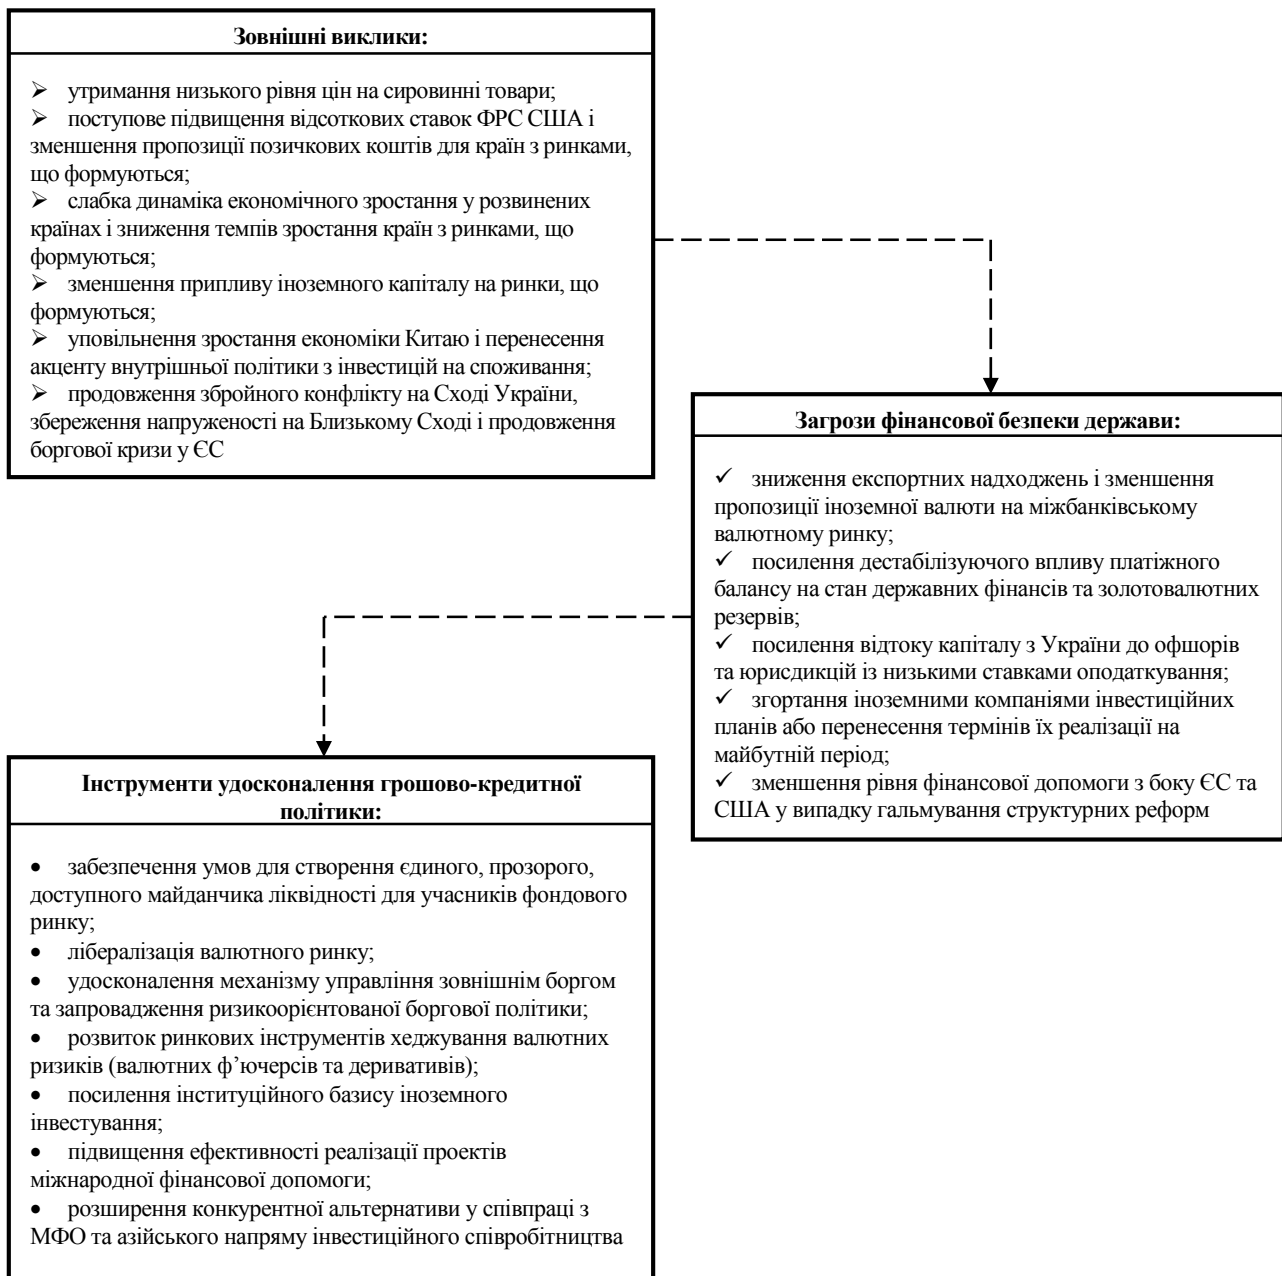 Зовнішні виклики:
➢ утримання низького рівня цін на сировинні товари;
➢ поступове підвищення відсоткових ставок ФРС США і
зменшення пропозиції позичкових коштів для країн з ринками,
що формуються;
➢ слабка динаміка економічного зростання у розвинених
країнах і зниження темпів зростання країн з ринками, що
формуються;
➢ зменшення припливу іноземного капіталу на ринки, що
формуються;
➢ уповільнення зростання економіки Китаю і перенесення
акценту внутрішньої політики з інвестицій на споживання;
➢ продовження збройного конфлікту на Сході України,
збереження напруженості на Близькому Сході і продовження
боргової кризи у ЄС
Загрози фінансової безпеки держави:
✓ зниження експортних надходжень і зменшення
пропозиції іноземної валюти на міжбанківському
валютному ринку;
✓ посилення дестабілізуючого впливу платіжного
балансу на стан державних фінансів та золотовалютних
резервів;
✓ посилення відтоку капіталу з України до офшорів
та юрисдикцій із низькими ставками оподаткування;
✓ згортання іноземними компаніями інвестиційних
планів або перенесення термінів їх реалізації на
майбутній період;
✓ зменшення рівня фінансової допомоги з боку ЄС та
США у випадку гальмування структурних реформ
Інструменти удосконалення грошово-кредитної
політики:
• забезпечення умов для створення єдиного, прозорого,
доступного майданчика ліквідності для учасників фондового
ринку;
• лібералізація валютного ринку;
• удосконалення механізму управління зовнішнім боргом
та запровадження ризикоорієнтованої боргової політики;
• розвиток ринкових інструментів хеджування валютних
ризиків (валютних ф’ючерсів та деривативів);
• посилення інституційного базису іноземного
інвестування;
• підвищення ефективності реалізації проектів
міжнародної фінансової допомоги;
• розширення конкурентної альтернативи у співпраці з
МФО та азійського напряму інвестиційного співробітництва